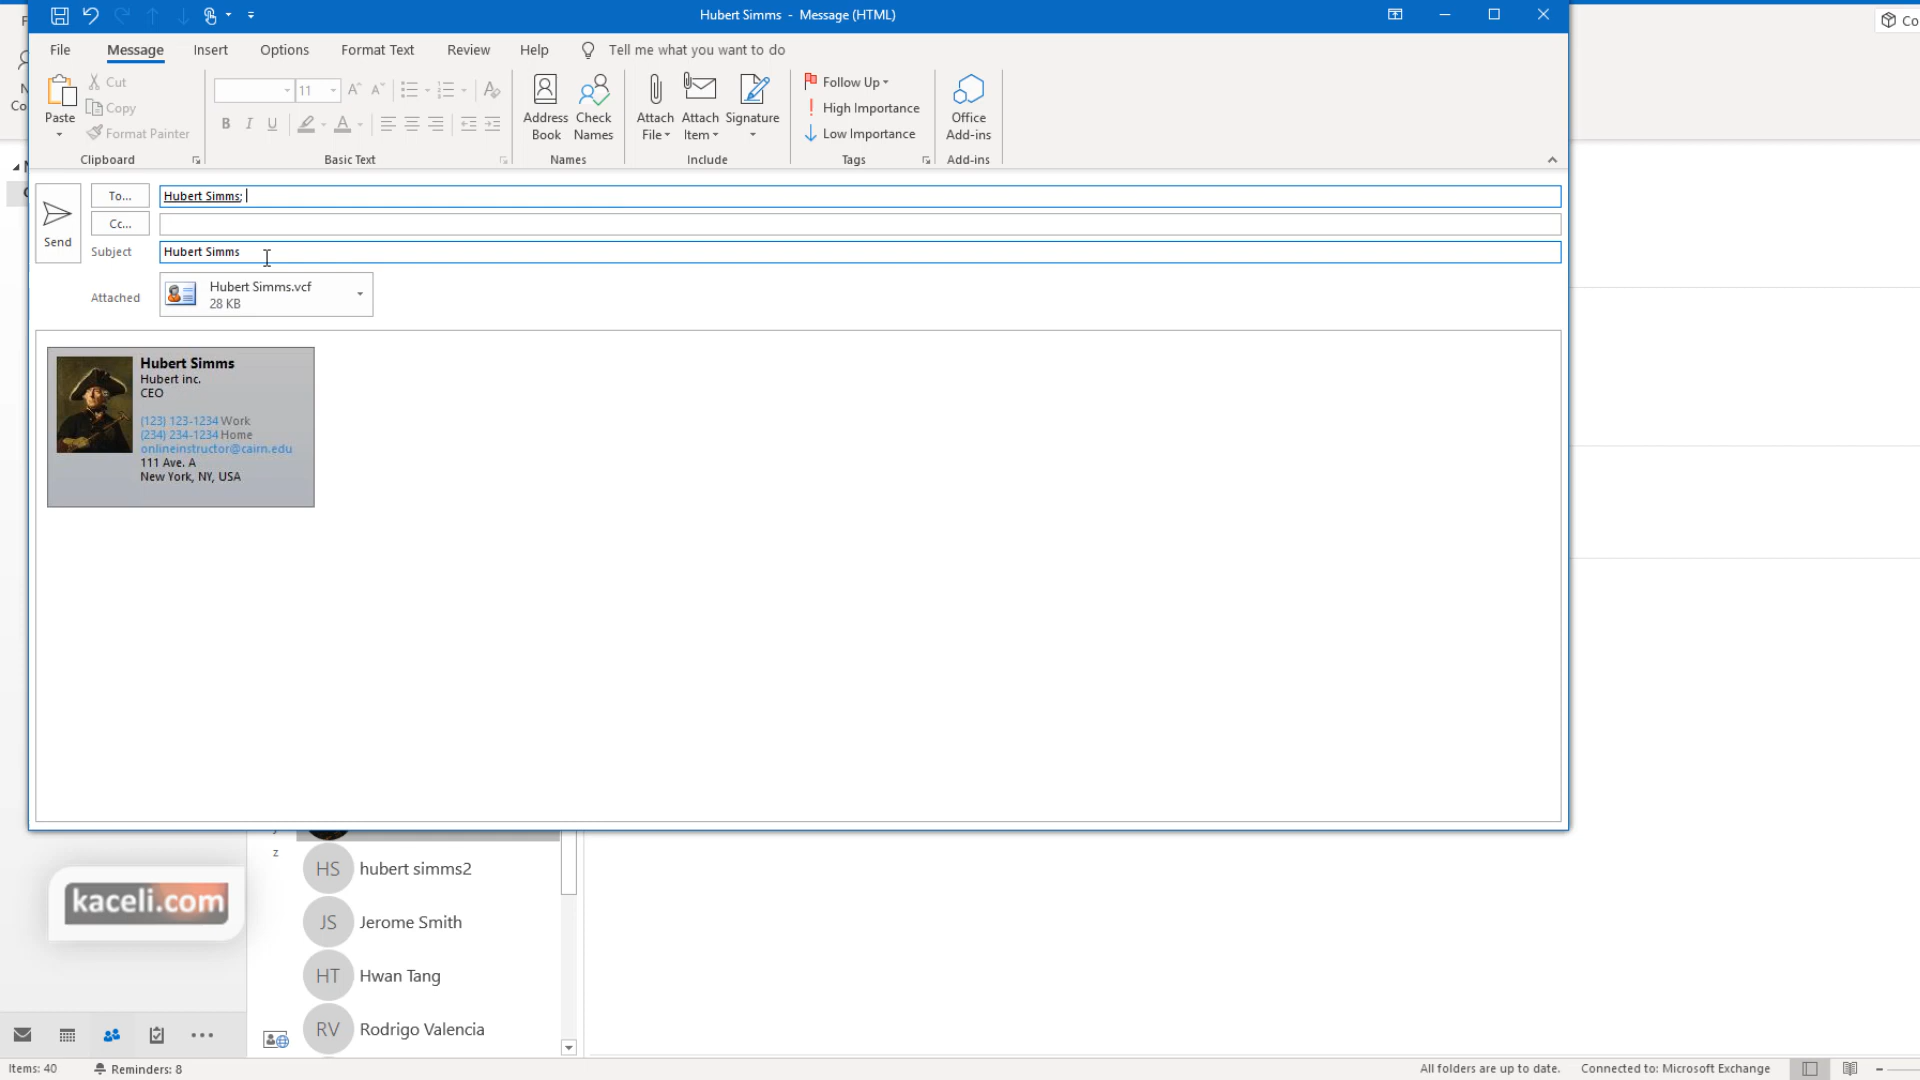 Hubert Simms - Message (HTML)
Co
File Message Insert Options Format Text Review Help Tell me what you want to do
Paste
Cut
Copy
Format Painter
Clipboard
11
B I U
Basic Text
Address Book
Check Names
Names
Attach File
Attach Item
Signature
Include
Follow Up
High Importance
Low Importance
Tags
Office Add-ins
Add-ins
Send
To...
Hubert Simms;
Cc...
Subject
Hubert Simms
Attached
Hubert Simms.vcf
28 KB
Hubert Simms
Hubert inc.
CEO
(123) 123-1234 Work
(234) 234-1234 Home
onlineinstructor@cairn.edu
111 Ave. A
New York, NY, USA
z
HS hubert simms2
JS Jerome Smith
HT Hwan Tang
RV Rodrigo Valencia
kaceli.com
Items: 40
Reminders: 8
All folders are up to date.
Connected to: Microsoft Exchange